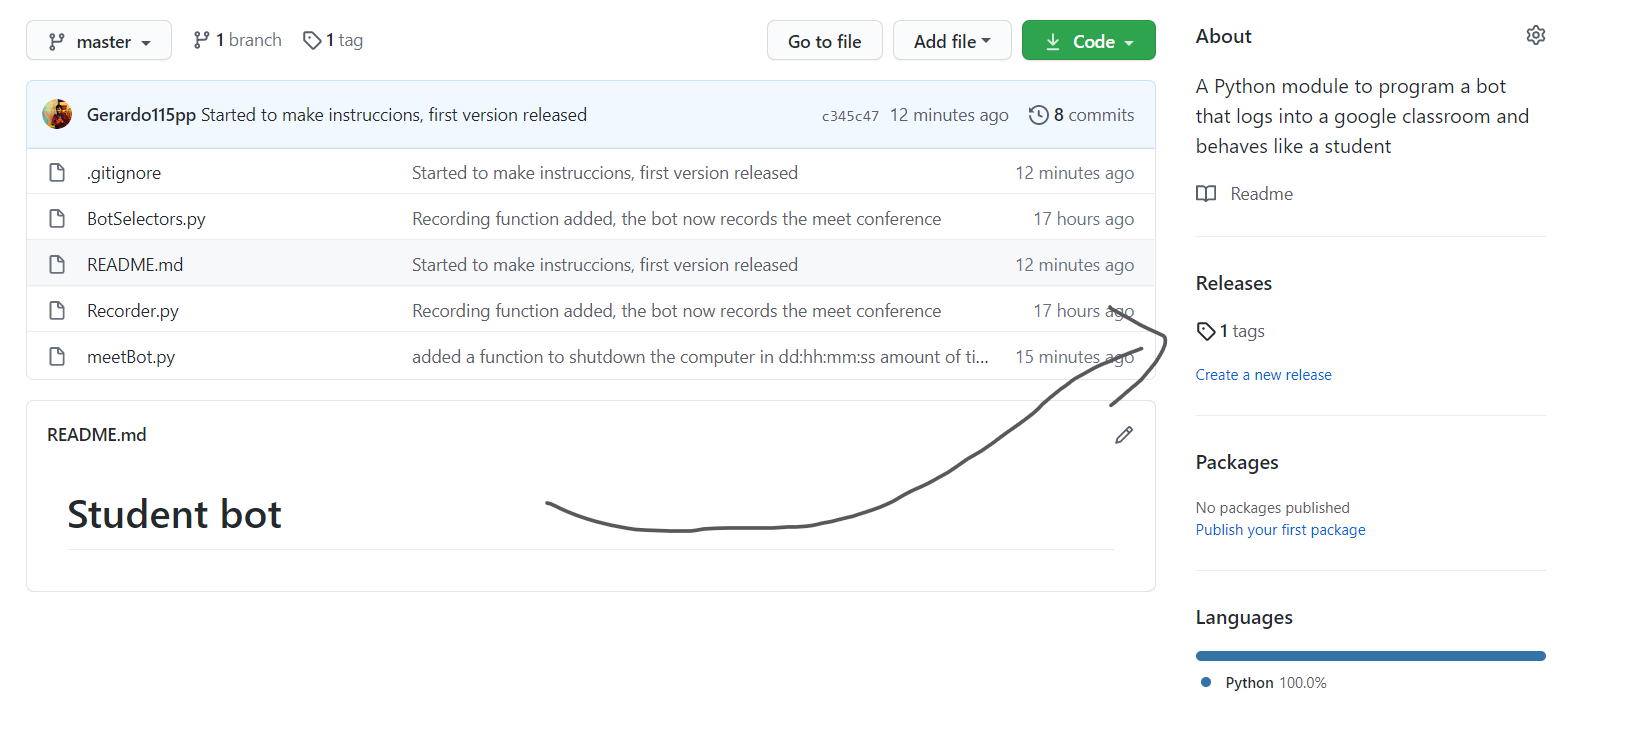 master 1 branch 1 tag Go to file Add file Code
Gerardo115pp Started to make instruccions, first version released c345c47 12 minutes ago 8 commits
.gitignore Started to make instruccions, first version released 12 minutes ago
BotSelectors.py Recording function added, the bot now records the meet conference 17 hours ago
README.md Started to make instruccions, first version released 12 minutes ago
Recorder.py Recording function added, the bot now records the meet conference 17 hours ago
meetBot.py added a function to shutdown the computer in dd:hh:mm:ss amount of ti... 15 minutes ago
README.md
Student bot
About
A Python module to program a bot
that logs into a google classroom and
behaves like a student
Readme
Releases
1 tags
Create a new release
Packages
No packages published
Publish your first package
Languages
Python 100.0%